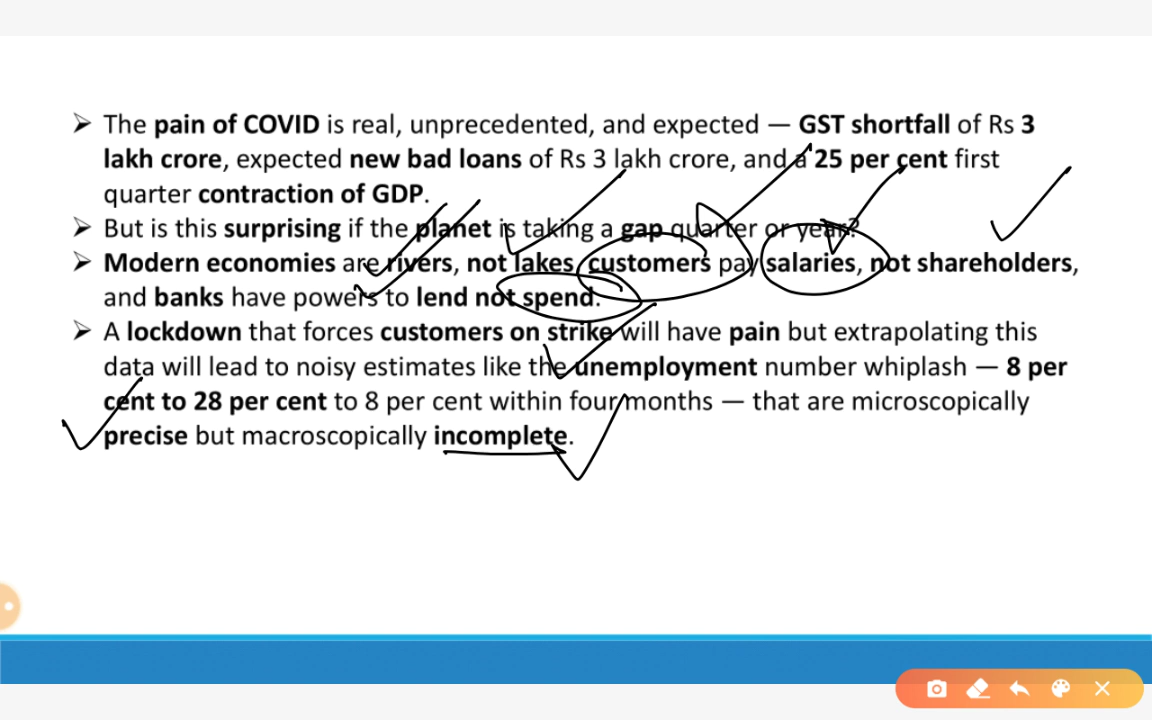 ➢ The pain of COVID is real, unprecedented, and expected — GST shortfall of Rs 3
lakh crore, expected new bad loans of Rs 3 lakh crore, and a 25 per cent first
quarter contraction of GDP.
➢ But is this surprising if the planet is taking a gap quarter or year?
➢ Modern economies are rivers, not lakes, customers pay salaries, not shareholders,
and banks have powers to lend not spend.
➢ A lockdown that forces customers on strike will have pain but extrapolating this
data will lead to noisy estimates like the unemployment number whiplash — 8 per
cent to 28 per cent to 8 per cent within four months — that are microscopically
precise but macroscopically incomplete.